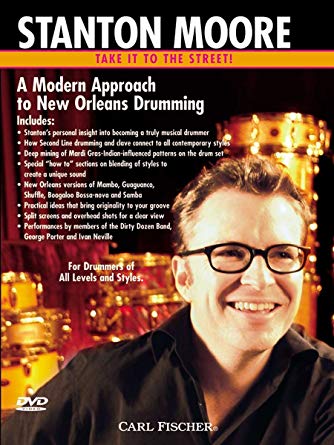 STANTON MOORE
TAKE IT TO THE STREET!
A Modern Approach
to New Orleans Drumming
Includes:
• Stanton's personal insight into becoming a truly musical drummer
• How Second Line drumming and clave connect to all contemporary styles
• Deep mining of Mardi Gras-Indian-influenced patterns on the drum set
• Special "how to" sections on blending of styles to
create a unique sound
• New Orleans versions of Mambo, Guaguanco,
Shuffle, Boogaloo Bossa-nova and Samba
• Practical ideas that bring originality to your groove
• Split screens and overhead shots for a clear view
• Performances by members of the Dirty Dozen Band,
George Porter and Ivan Neville
For Drummers of
All Levels and Styles.
DVD
VIDEO
CARL FISCHER®